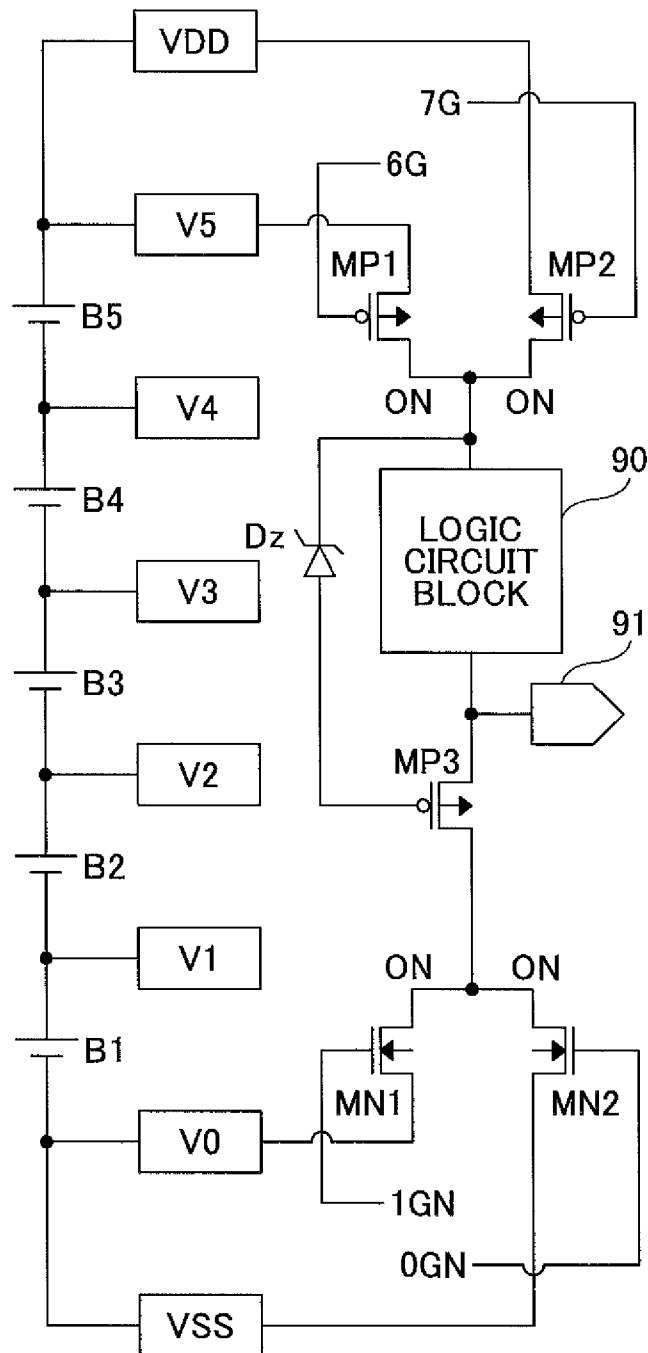 VDD
7G
6G
V5
MP1
MP2
B5
ON
ON
V4
90
B4
Dz
LOGIC
CIRCUIT
BLOCK
V3
91
B3
V2
MP3
B2
V1
ON
ON
B1
MN1
MN2
V0
1GN
0GN
VSS